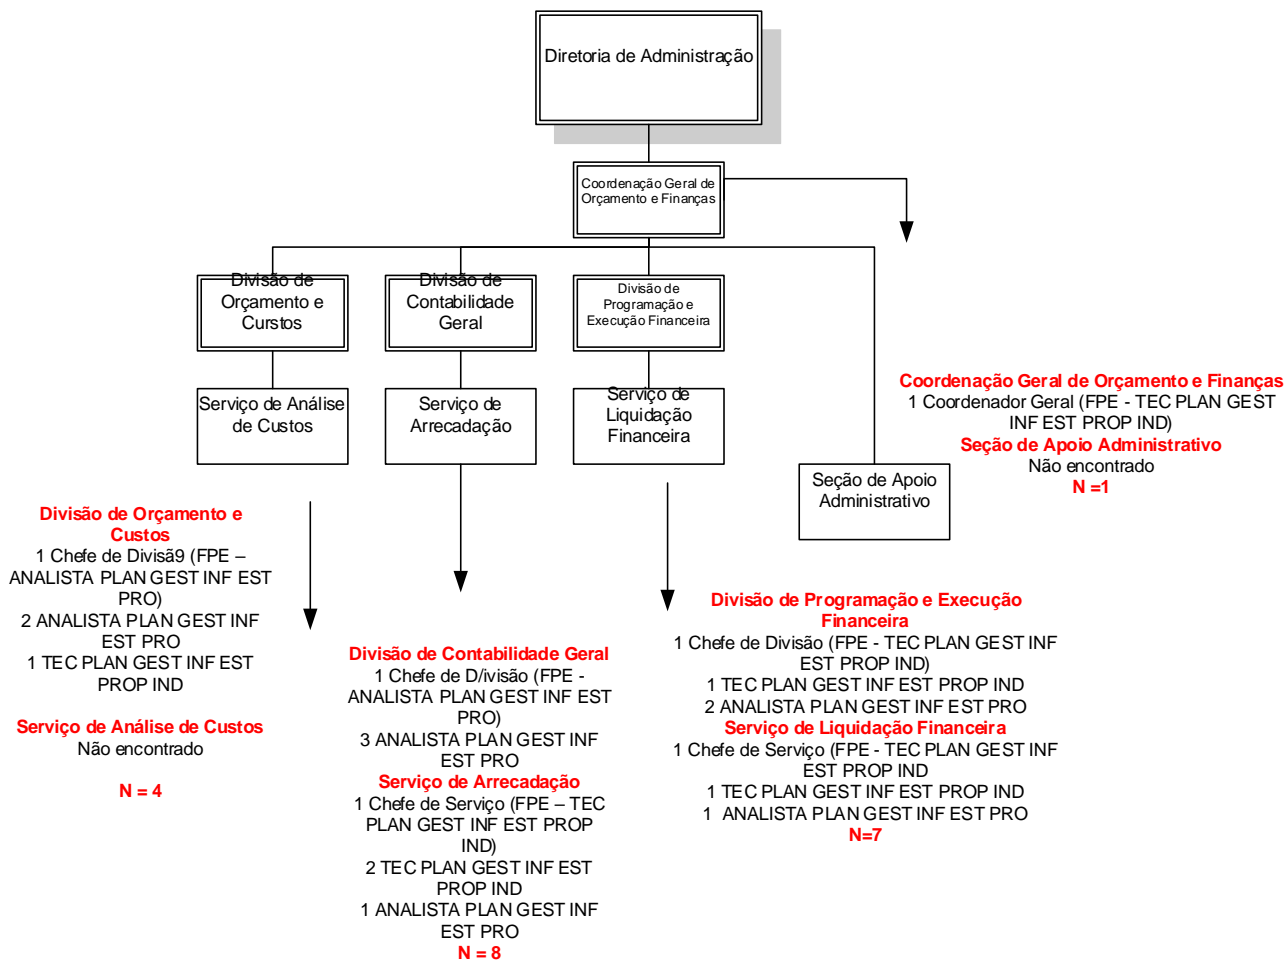 Diretoria de Administração
Coordenação Geral de
Orçamento e Finanças
Divisão de
Orçamento e
Curstos
Divisão de
Contabilidade
Geral
Divisão de
Programação e
Execução Financeira
Serviço de Análise
de Custos
Serviço de
Arrecadação
Serviço de
Liquidação
Financeira
Seção de Apoio
Administrativo
Coordenação Geral de Orçamento e Finanças
1 Coordenador Geral (FPE - TEC PLAN GEST
INF EST PROP IND)
Seção de Apoio Administrativo
Não encontrado
N =1
Divisão de Orçamento e
Custos
1 Chefe de Divisã9 (FPE –
ANALISTA PLAN GEST INF EST
PRO)
2 ANALISTA PLAN GEST INF
EST PRO
1 TEC PLAN GEST INF EST
PROP IND
Serviço de Análise de Custos
Não encontrado
N = 4
Divisão de Contabilidade Geral
1 Chefe de D/ivisão (FPE -
ANALISTA PLAN GEST INF EST
PRO)
3 ANALISTA PLAN GEST INF
EST PRO
Serviço de Arrecadação
1 Chefe de Serviço (FPE – TEC
PLAN GEST INF EST PROP
IND)
2 TEC PLAN GEST INF EST
PROP IND
1 ANALISTA PLAN GEST INF
EST PRO
N = 8
Divisão de Programação e Execução
Financeira
1 Chefe de Divisão (FPE - TEC PLAN GEST INF
EST PROP IND)
1 TEC PLAN GEST INF EST PROP IND
2 ANALISTA PLAN GEST INF EST PRO
Serviço de Liquidação Financeira
1 Chefe de Serviço (FPE - TEC PLAN GEST INF
EST PROP IND
1 TEC PLAN GEST INF EST PROP IND
1 ANALISTA PLAN GEST INF EST PRO
N=7